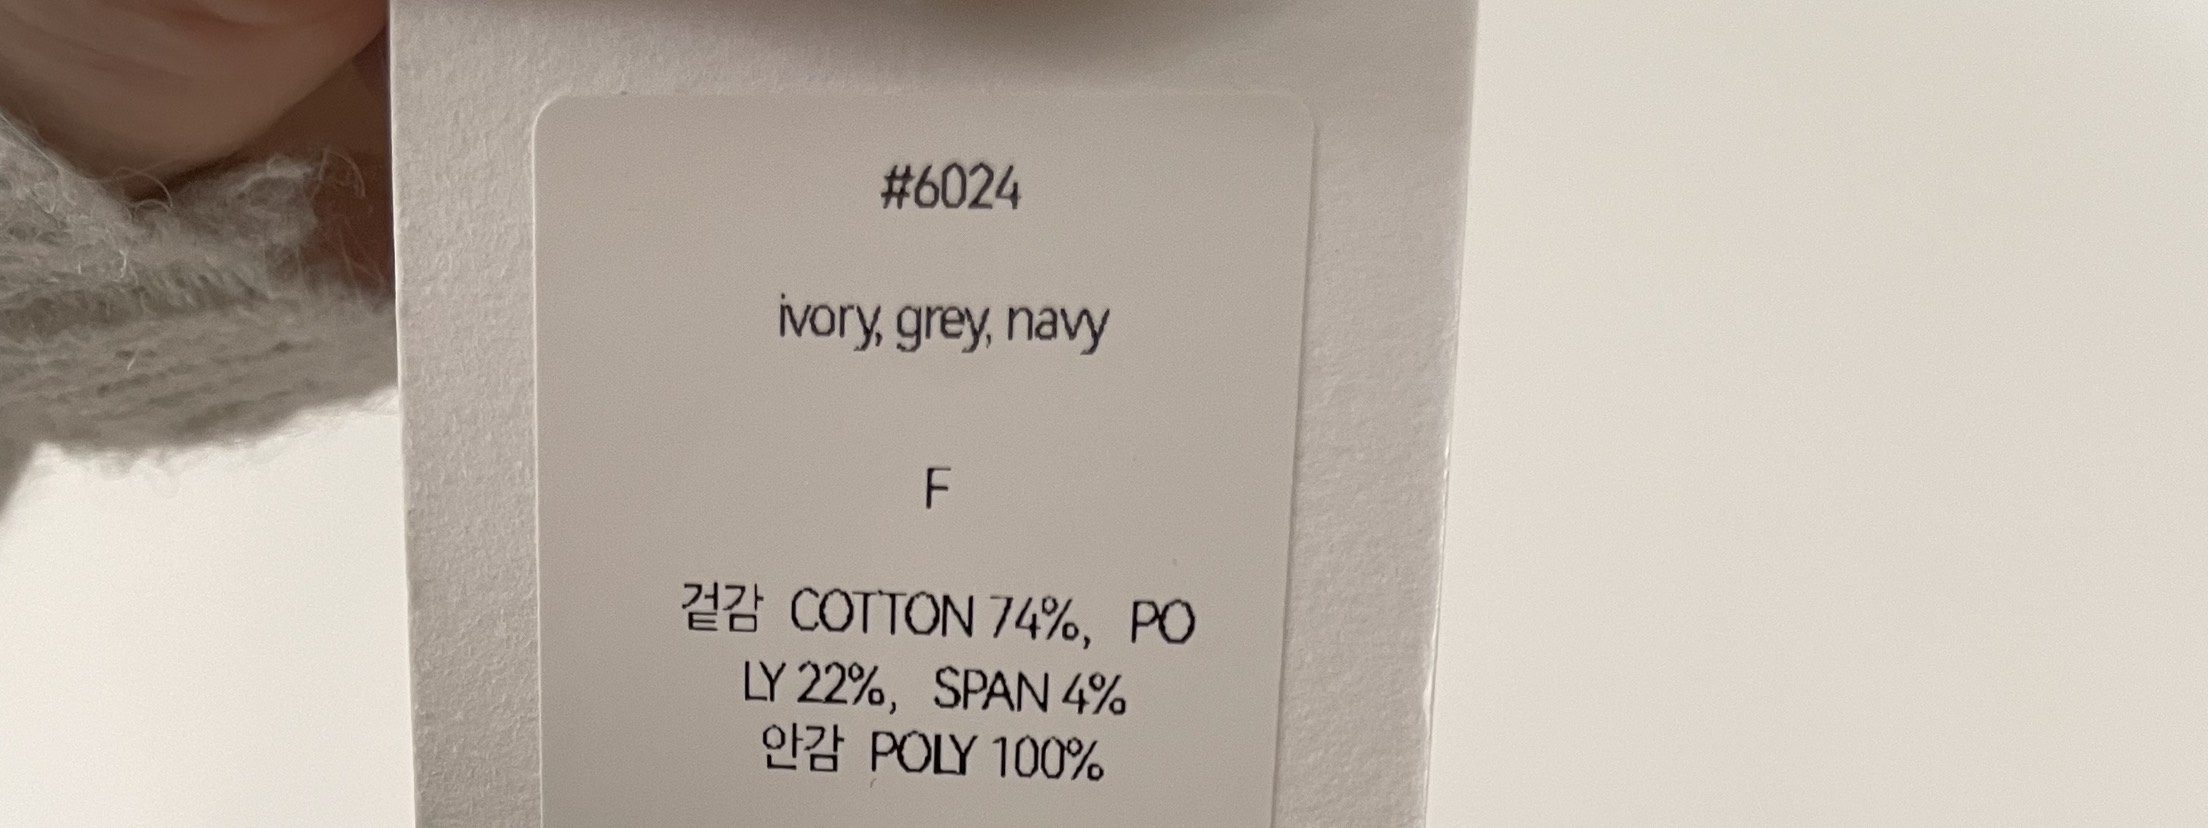 #6024
ivory, grey, navy
F
겉감 COTTON 74%, PO
LY 22%, SPAN 4%
안감 POLY 100%